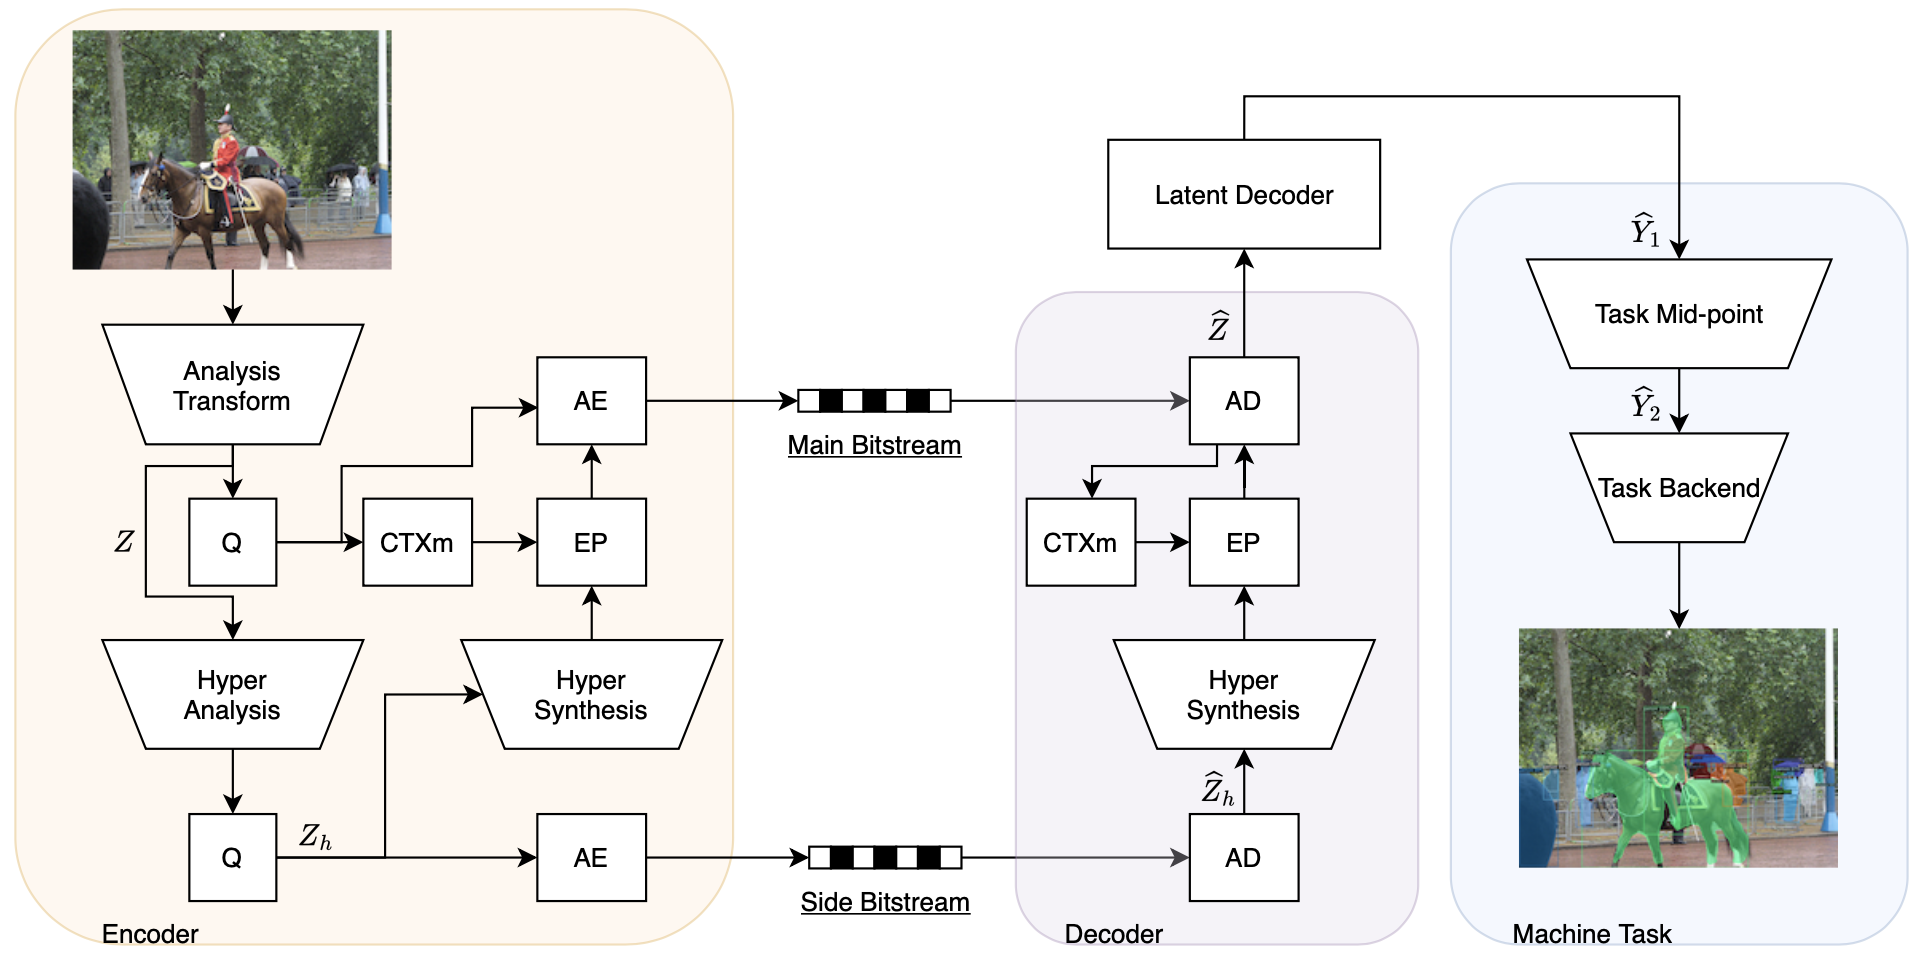 Analysis
Transform
Z
Q
CTXm
EP
AE
Hyper
Analysis
Hyper
Synthesis
Q
Z_h
AE
Encoder
Main Bitstream
Side Bitstream
Latent Decoder
\widehat{Z}
AD
CTXm
EP
Hyper
Synthesis
\widehat{Z}_h
AD
Decoder
\widehat{Y}_1
Task Mid-point
\widehat{Y}_2
Task Backend
Machine Task